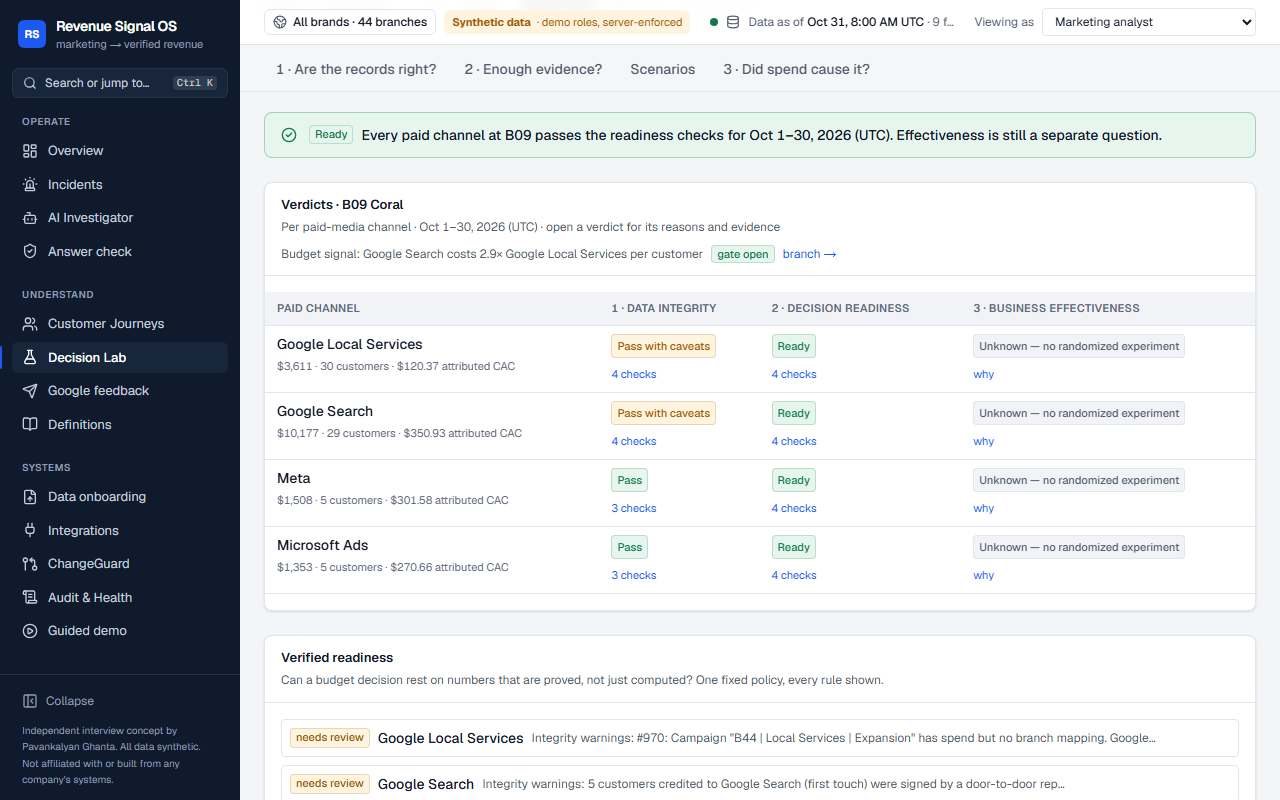 RS
Revenue Signal OS
marketing → verified revenue
Search or jump to...
Ctrl K
OPERATE
Overview
Incidents
AI Investigator
Answer check
UNDERSTAND
Customer Journeys
Decision Lab
Google feedback
Definitions
SYSTEMS
Data onboarding
Integrations
ChangeGuard
Audit & Health
Guided demo
Collapse
Independent interview concept by
Pavankalyan Ghanta. All data synthetic.
Not affiliated with or built from any
company's systems.
All brands · 44 branches
Synthetic data · demo roles, server-enforced
Data as of Oct 31, 8:00 AM UTC · 9 f…
Viewing as
Marketing analyst
1 · Are the records right?
2 · Enough evidence?
Scenarios
3 · Did spend cause it?
Ready
Every paid channel at B09 passes the readiness checks for Oct 1–30, 2026 (UTC). Effectiveness is still a separate question.
Verdicts · B09 Coral
Per paid-media channel · Oct 1–30, 2026 (UTC) · open a verdict for its reasons and evidence
Budget signal: Google Search costs 2.9× Google Local Services per customer
gate open
branch →
PAID CHANNEL
1 · DATA INTEGRITY
2 · DECISION READINESS
3 · BUSINESS EFFECTIVENESS
Google Local Services
$3,611 · 30 customers · $120.37 attributed CAC
Pass with caveats
4 checks
Ready
4 checks
Unknown — no randomized experiment
why
Google Search
$10,177 · 29 customers · $350.93 attributed CAC
Pass with caveats
4 checks
Ready
4 checks
Unknown — no randomized experiment
why
Meta
$1,508 · 5 customers · $301.58 attributed CAC
Pass
3 checks
Ready
4 checks
Unknown — no randomized experiment
why
Microsoft Ads
$1,353 · 5 customers · $270.66 attributed CAC
Pass
3 checks
Ready
4 checks
Unknown — no randomized experiment
why
Verified readiness
Can a budget decision rest on numbers that are proved, not just computed? One fixed policy, every rule shown.
needs review
Google Local Services
Integrity warnings: #970: Campaign "B44 | Local Services | Expansion" has spend but no branch mapping. Google…
needs review
Google Search
Integrity warnings: 5 customers credited to Google Search (first touch) were signed by a door-to-door rep…